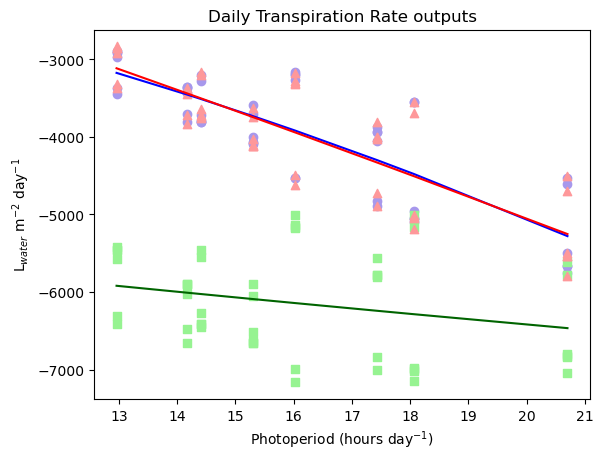 Daily Transpiration Rate outputs
L_{water} m^{−2} day^{−1}
−3000
−4000
−5000
−6000
−7000
13 14 15 16 17 18 19 20 21
Photoperiod (hours day^{−1})